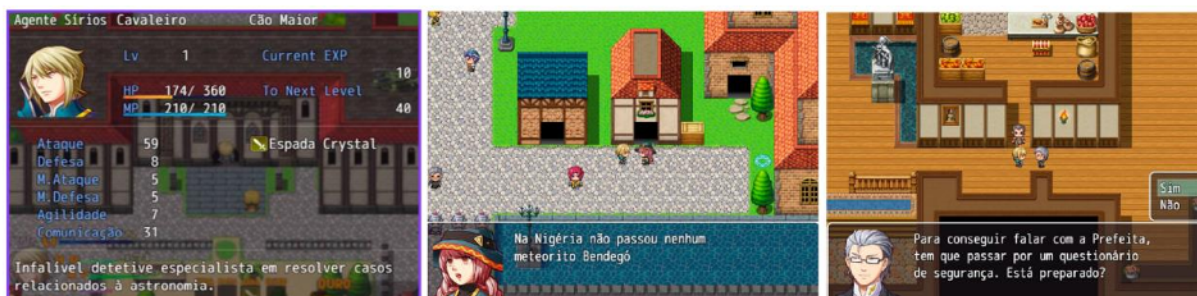 Agente Sírios Cavaleiro Cão Maior
Lv 1 Current EXP
10
HP 174/ 360 To Next Level
MP 210/ 210 40
Ataque 59 Espada Crystal
Defesa 8
M.Ataque 5
M.Defesa 5
Agilidade 7
Comunicação 31
Infalível detetive especialista em resolver casos
relacionados à astronomia.
OURO
Na Nigéria não passou nenhum
meteorito Bendegó
Sim
Não
Para conseguir falar com a Prefeita,
tem que passar por um questionário
de segurança. Está preparado?